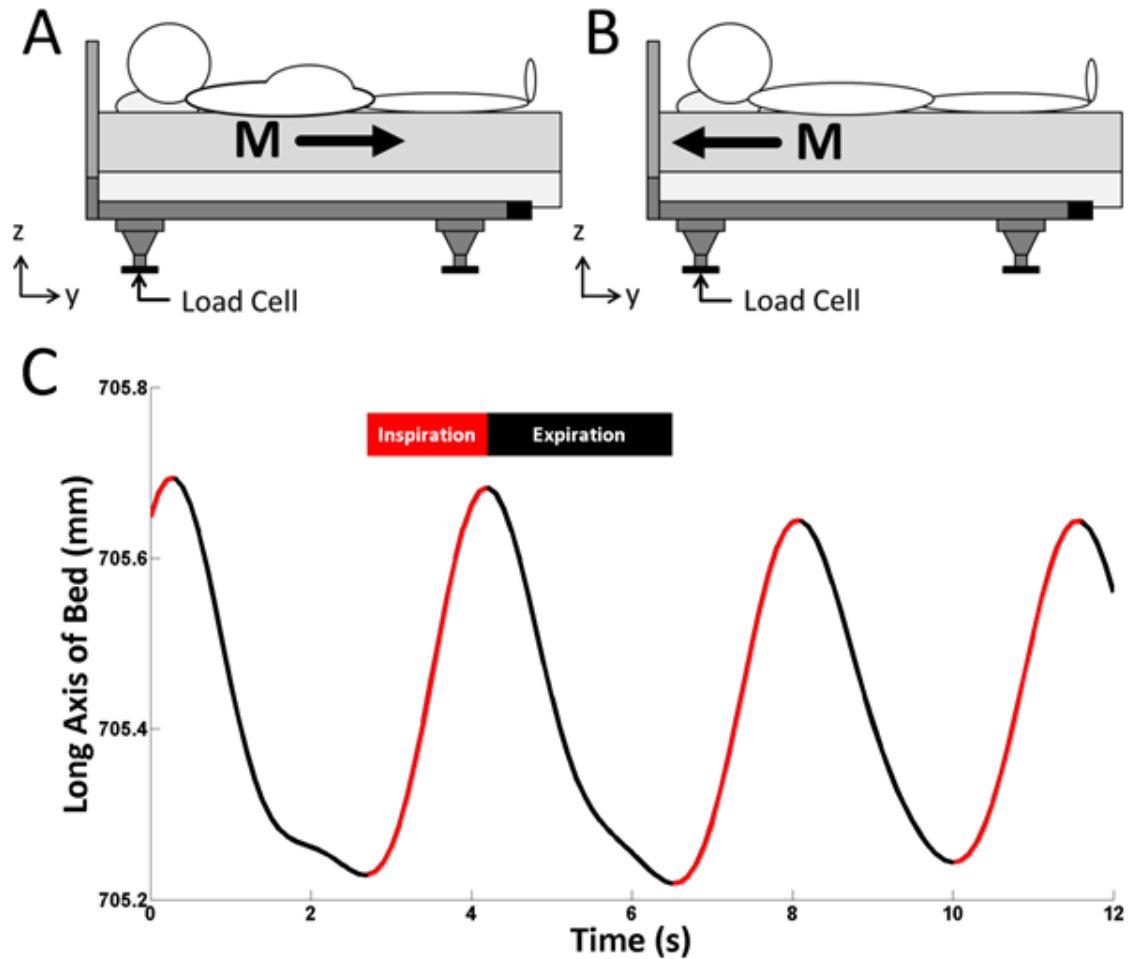 A
B
M
M
z
y
Load Cell
z
y
Load Cell
C
705.8
705.6
705.4
705.2
Long Axis of Bed (mm)
Inspiration
Expiration
0 2 4 6 8 10 12
Time (s)